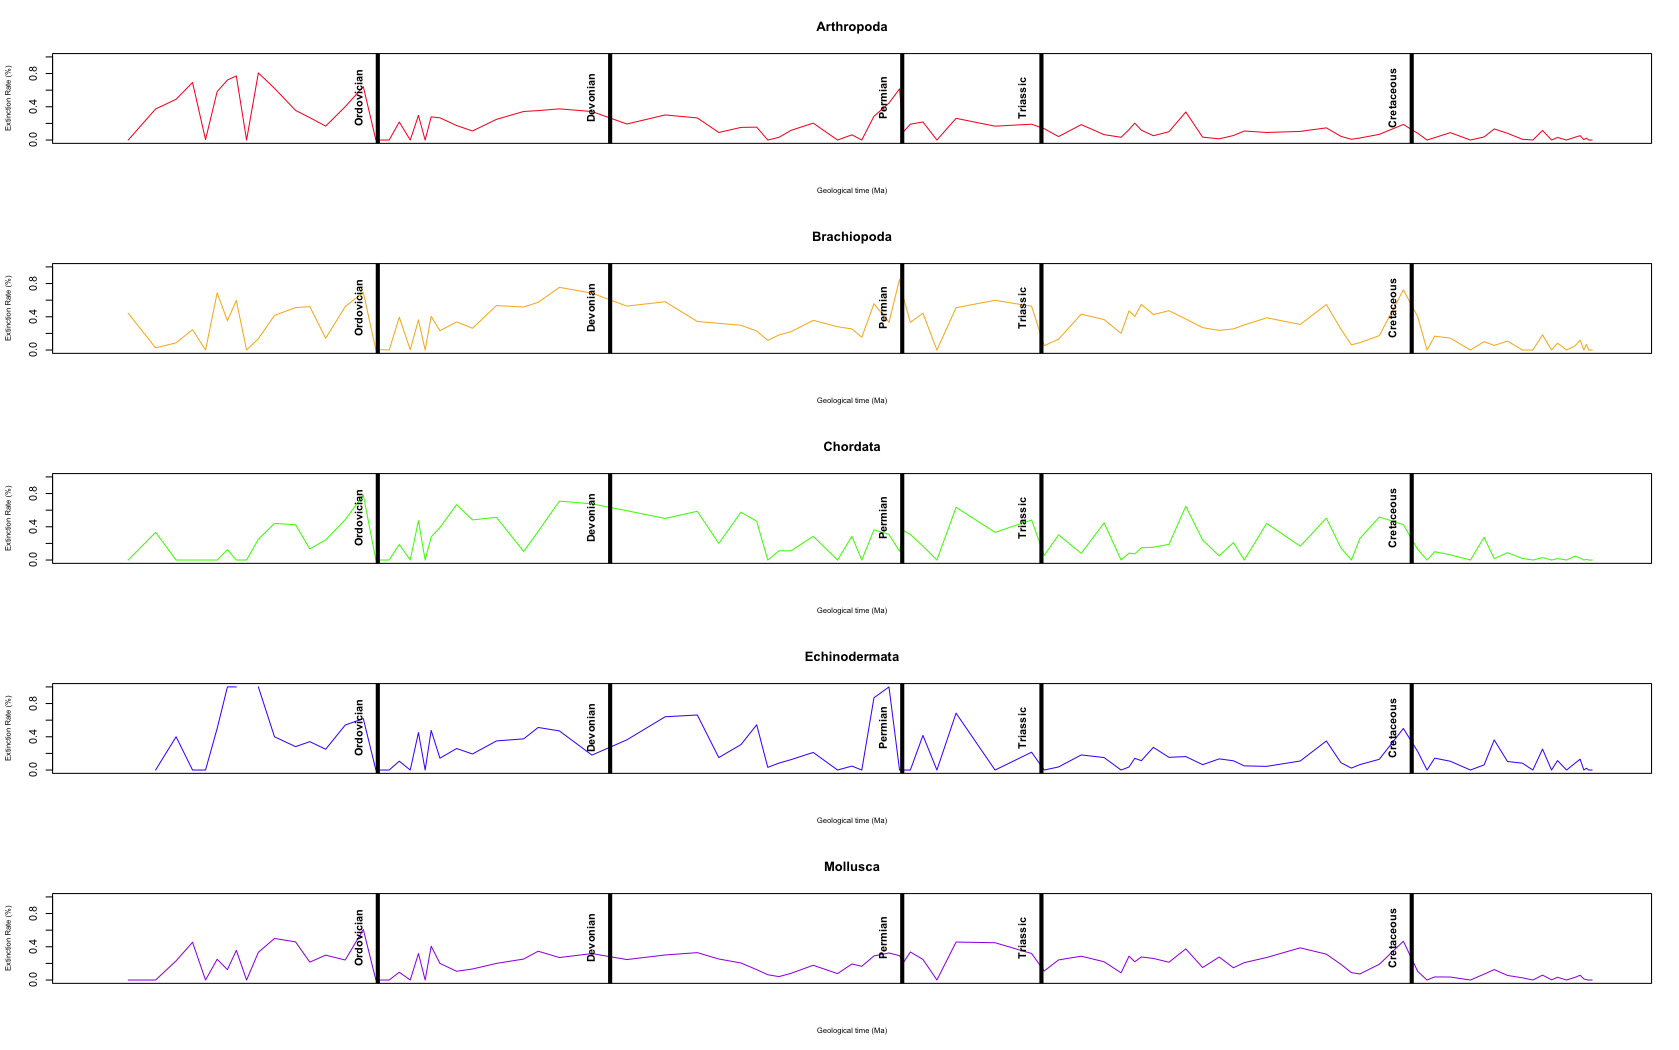 Arthropoda
Extinction Rate (%)
0.0 0.4 0.8
Ordovician
Devonian
Permian
Triassic
Cretaceous
Geological time (Ma)
Brachiopoda
Extinction Rate (%)
0.0 0.4 0.8
Ordovician
Devonian
Permian
Triassic
Cretaceous
Geological time (Ma)
Chordata
Extinction Rate (%)
0.0 0.4 0.8
Ordovician
Devonian
Permian
Triassic
Cretaceous
Geological time (Ma)
Echinodermata
Extinction Rate (%)
0.0 0.4 0.8
Ordovician
Devonian
Permian
Triassic
Cretaceous
Geological time (Ma)
Mollusca
Extinction Rate (%)
0.0 0.4 0.8
Ordovician
Devonian
Permian
Triassic
Cretaceous
Geological time (Ma)